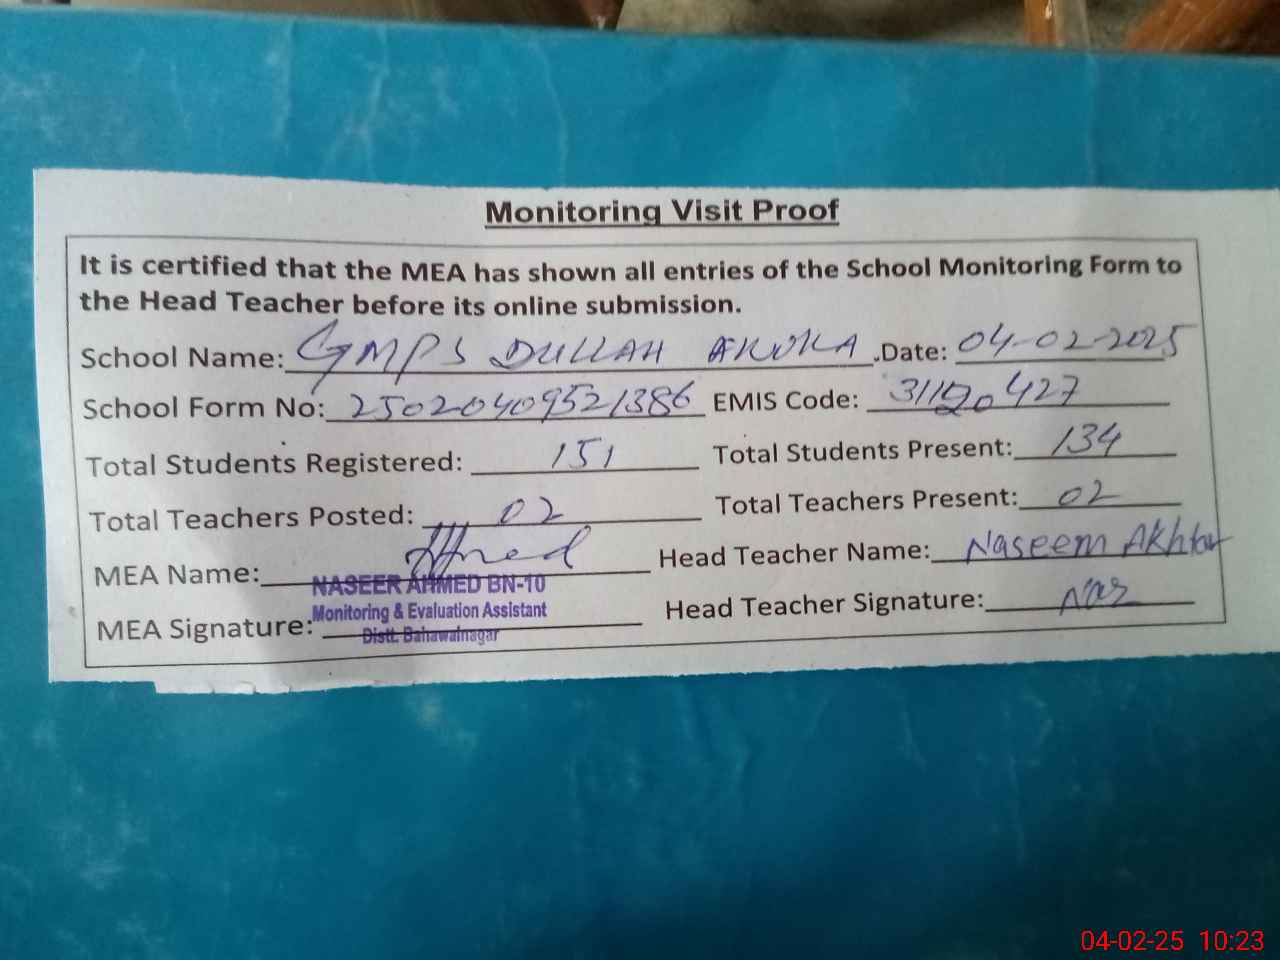 Monitoring Visit Proof
It is certified that the MEA has shown all entries of the School Monitoring Form to
the Head Teacher before its online submission.
School Name: GMPS DULLAH AKUKA .Date: 04-02-2025
School Form No: 25020409521386 EMIS Code: 31120427
Total Students Registered: 151 Total Students Present: 134
Total Teachers Posted: 02 Total Teachers Present: 02
MEA Name: Head Teacher Name: Naseem Akhtar
NASEER AHMED BN-10
Monitoring & Evaluation Assistant
MEA Signature: Head Teacher Signature: Nas
Distt. Bahawalnagar
04-02-25 10:23